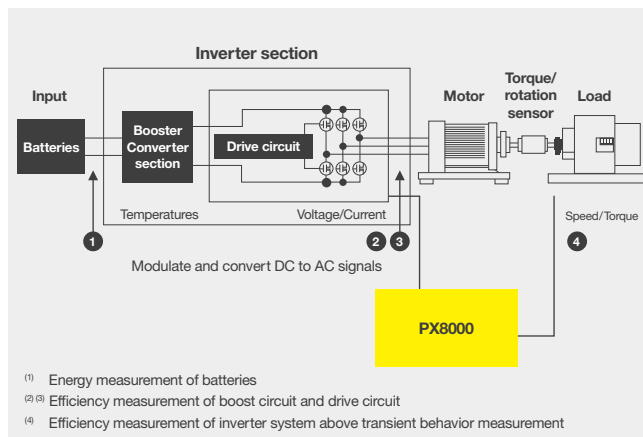 Inverter section
Input
Motor
Torque/
rotation
sensor
Load
Batteries
Booster
Converter
section
Drive circuit
Temperatures
Voltage/Current
Speed/Torque
1
2
3
4
Modulate and convert DC to AC signals
PX8000
(1) Energy measurement of batteries
(2) (3) Efficiency measurement of boost circuit and drive circuit
(4) Efficiency measurement of inverter system above transient behavior measurement